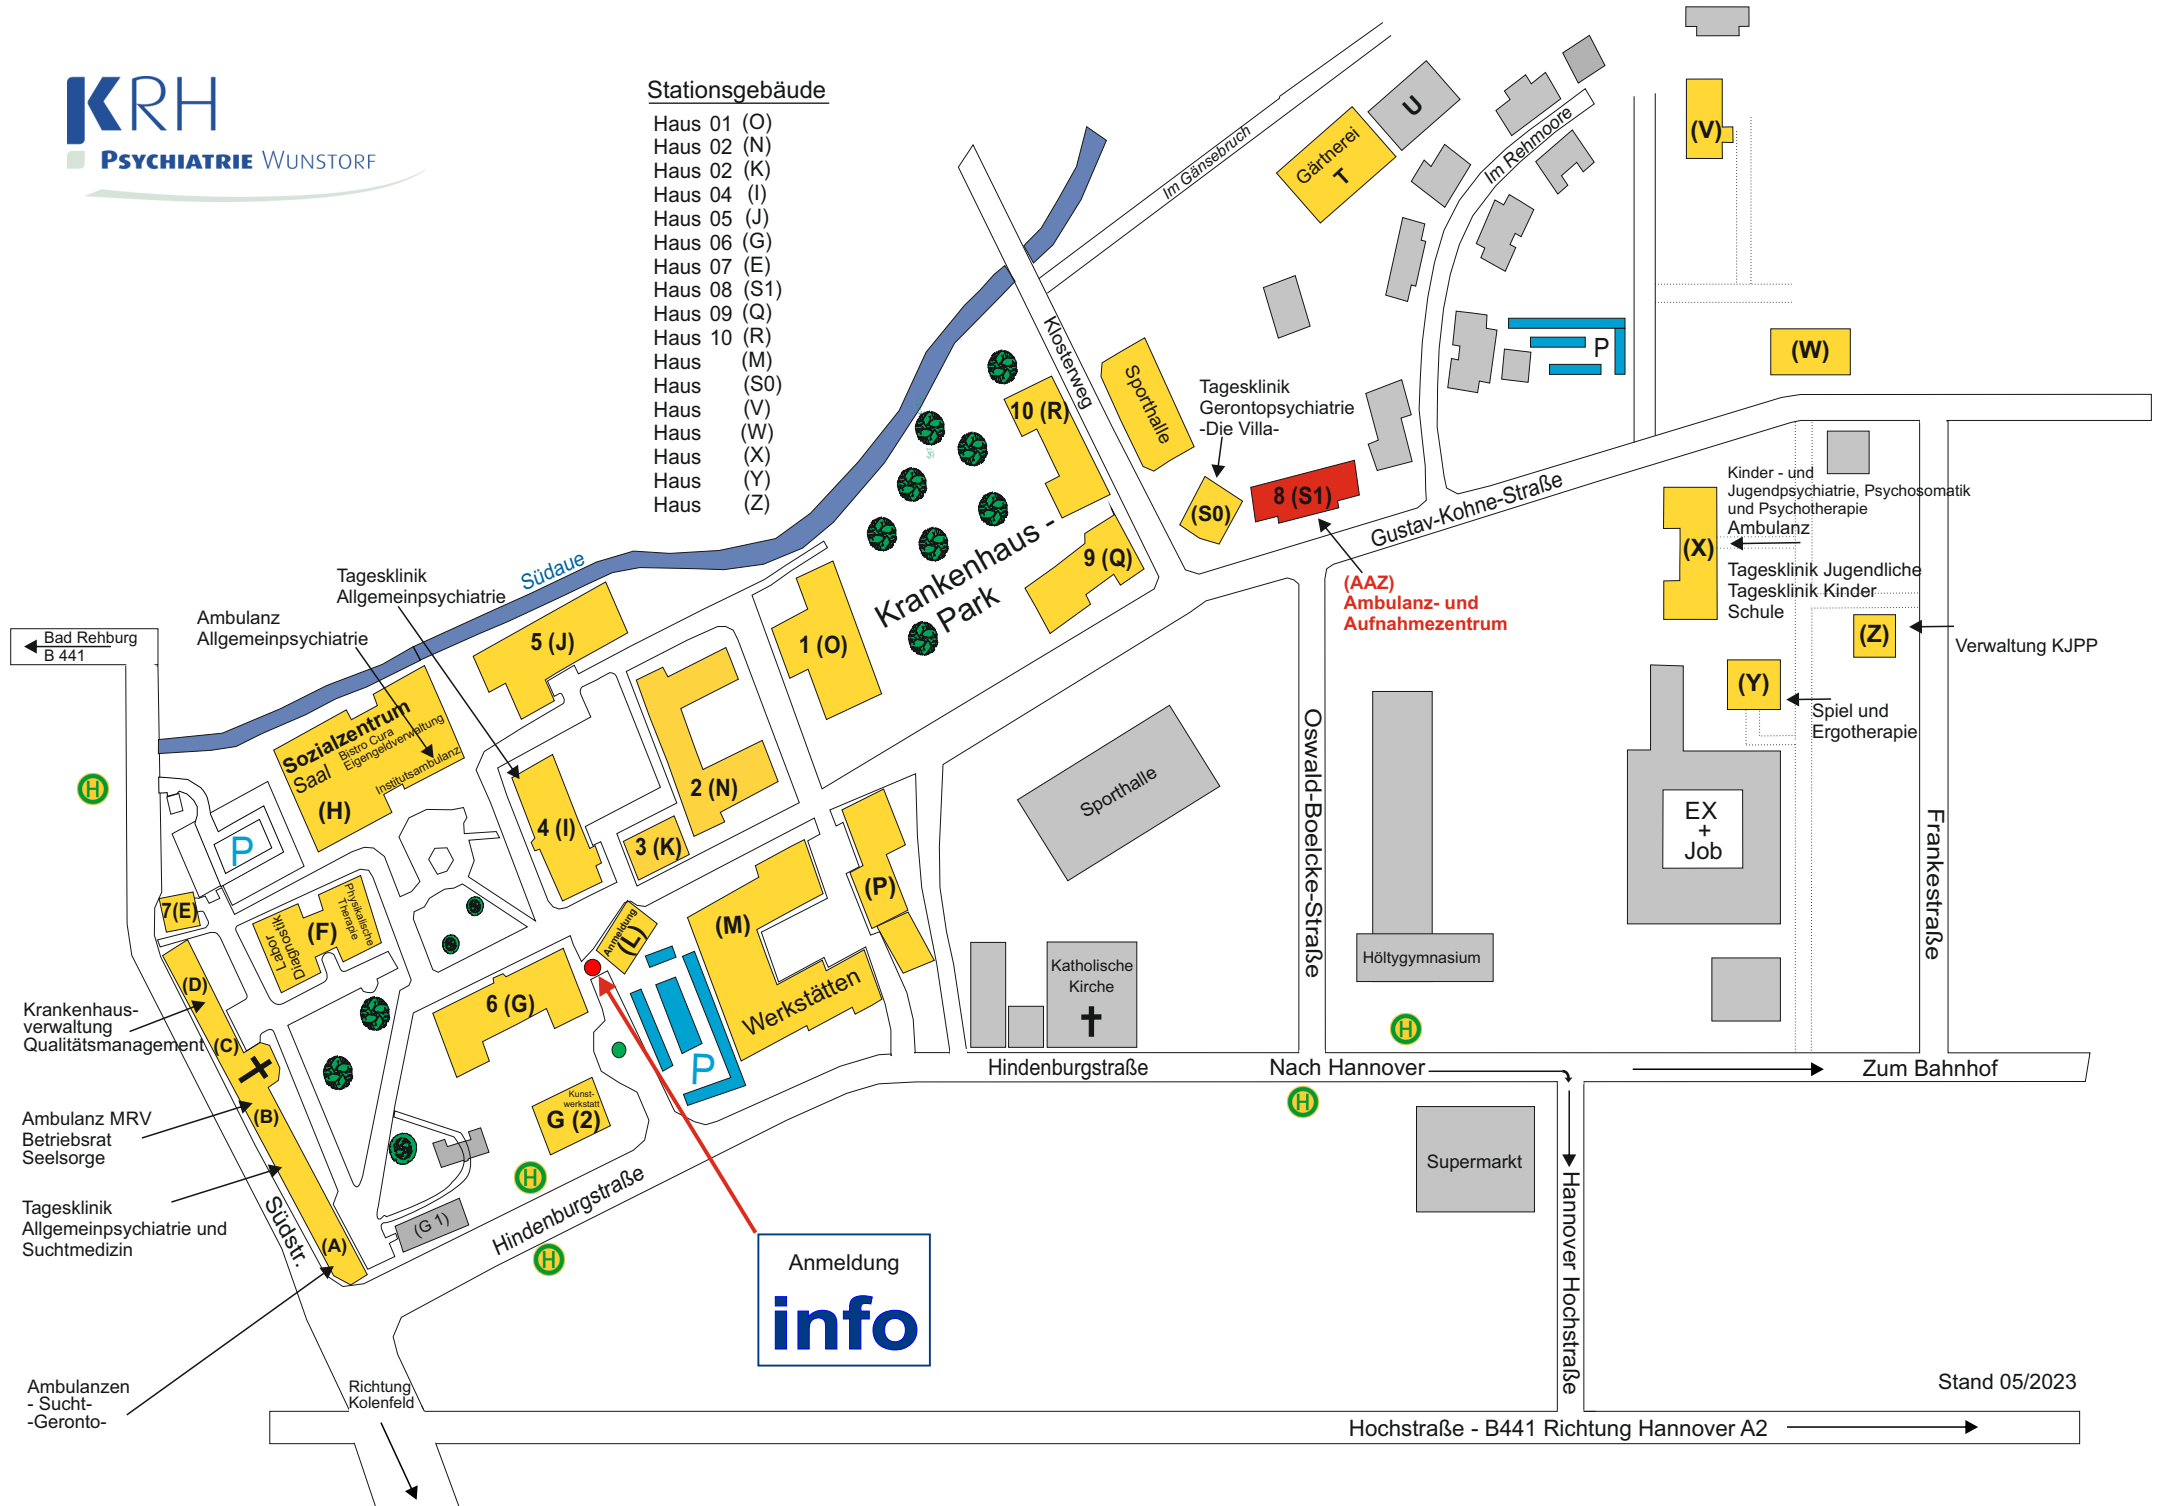 KRH
PSYCHIATRIE WUNSTORF
Stationsgebäude
Haus 01 (O)
Haus 02 (N)
Haus 02 (K)
Haus 04 (I)
Haus 05 (J)
Haus 06 (G)
Haus 07 (E)
Haus 08 (S1)
Haus 09 (Q)
Haus 10 (R)
Haus (M)
Haus (S0)
Haus (V)
Haus (W)
Haus (X)
Haus (Y)
Haus (Z)
Im Gänsebruch
Gärtnerei
T
U
Im Rehmoore
(V)
P
(W)
Klosterweg
Sporthalle
10 (R)
Tagesklinik
Gerontopsychiatrie
-Die Villa-
(S0)
8 (S1)
Gustav-Kohne-Straße
(AAZ)
Ambulanz- und
Aufnahmezentrum
9 (Q)
Krankenhaus -
Park
Kinder - und
Jugendpsychiatrie, Psychosomatik
und Psychotherapie
Ambulanz
(X)
Tagesklinik Jugendliche
Tagesklinik Kinder
Schule
(Z)
Verwaltung KJPP
(Y)
Spiel und
Ergotherapie
Südaue
Tagesklinik
Allgemeinpsychiatrie
Ambulanz
Allgemeinpsychiatrie
Bad Rehburg
B 441
5 (J)
1 (O)
Sozialzentrum
Bistro Cura
Eigengeldverwaltung
Saal
Institutsambulanz
(H)
2 (N)
4 (I)
3 (K)
H
P
7(E)
Labor
Diagnostik
(F)
Physikalische
Therapie
Anmeldung
(L)
(M)
(P)
Werkstätten
Sporthalle
Oswald-Boelcke-Straße
EX
+
Job
Frankestraße
Katholische
Kirche
Höltygymnasium
H
(D)
Krankenhaus-
verwaltung
Qualitätsmanagement
(C)
6 (G)
P
Hindenburgstraße
Nach Hannover
Zum Bahnhof
H
Kunst-
werkstatt
G (2)
(B)
Ambulanz MRV
Betriebsrat
Seelsorge
Supermarkt
H
Tagesklinik
Allgemeinpsychiatrie und
Suchtmedizin
Südstr.
(A)
(G 1)
Hindenburgstraße
H
Anmeldung
info
Hannover Hochstraße
Ambulanzen
- Sucht-
-Geronto-
Richtung
Kolenfeld
Stand 05/2023
Hochstraße - B441 Richtung Hannover A2